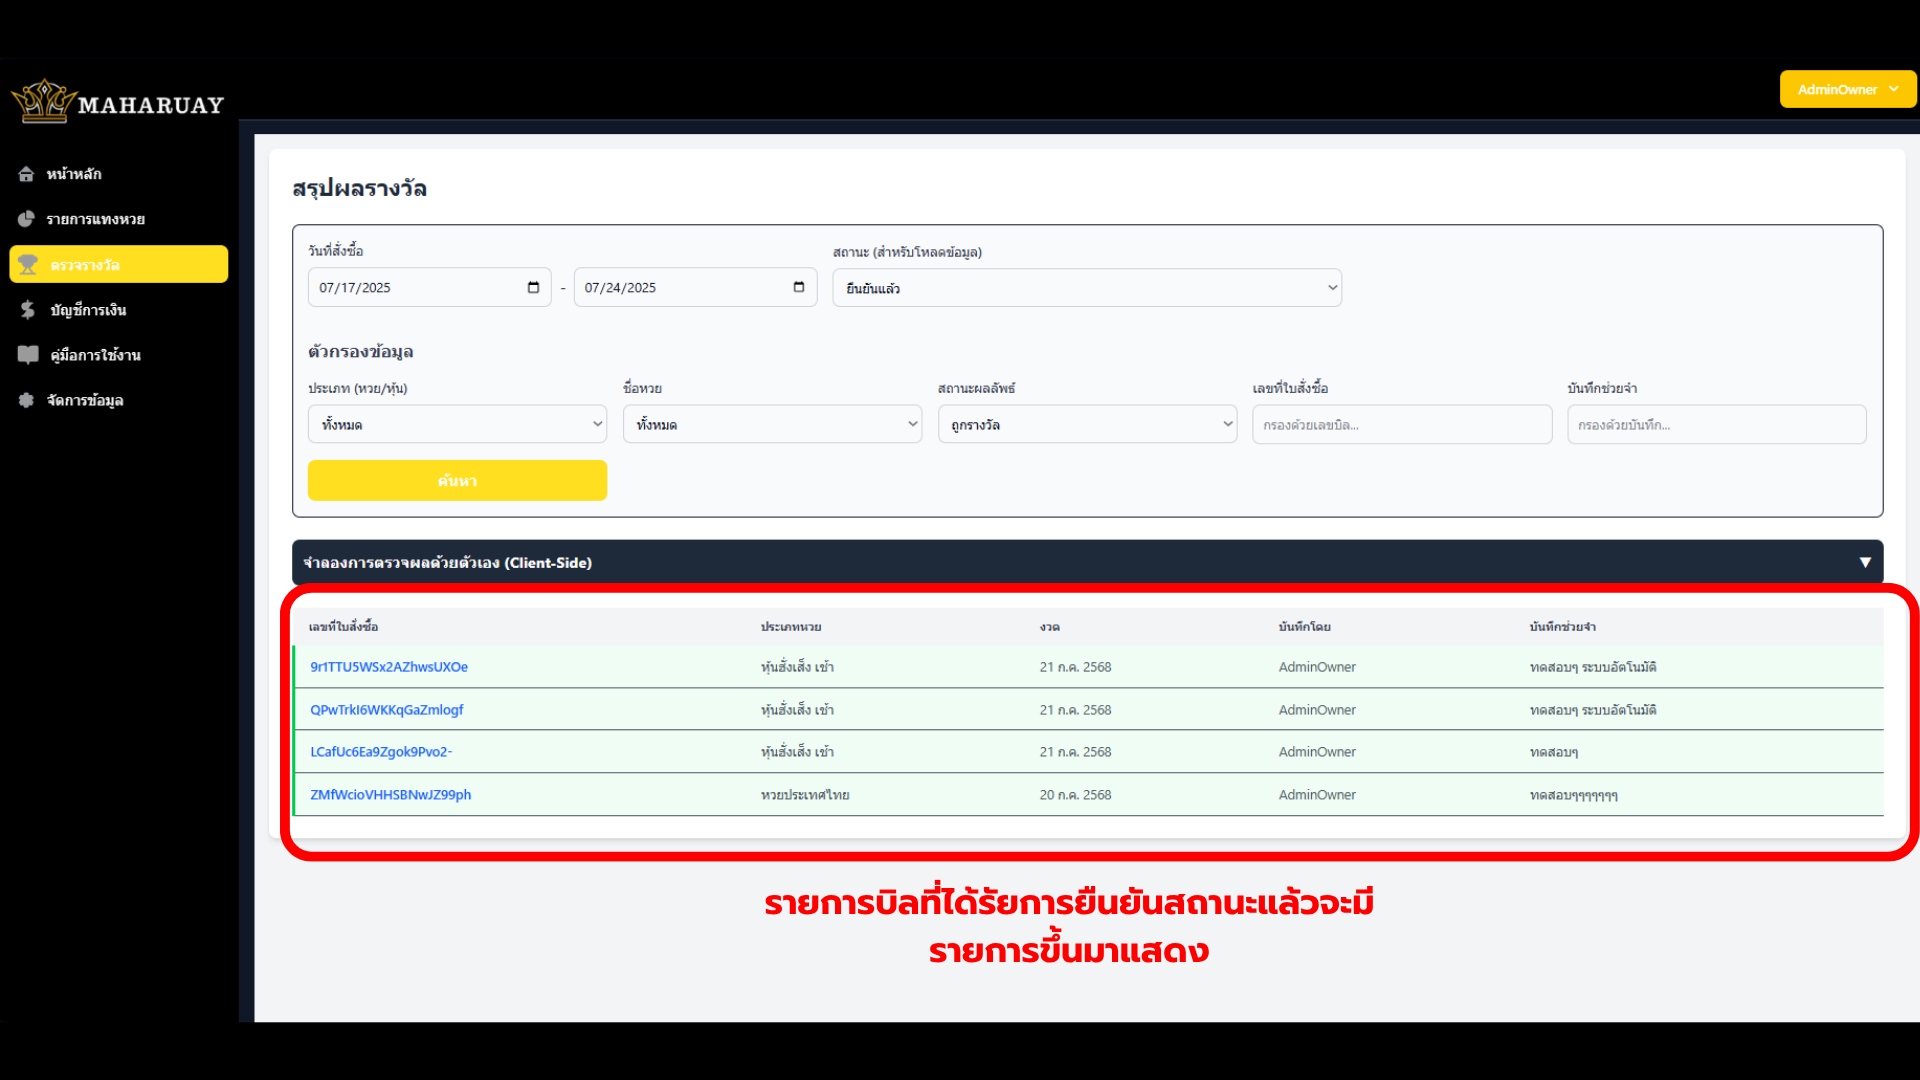 MAHARUAY
AdminOwner
หน้าหลัก
รายการแทงหวย
ตรวจรางวัล
บัญชีการเงิน
คู่มือการใช้งาน
จัดการข้อมูล
สรุปผลรางวัล
วันที่สั่งซื้อ
สถานะ (สำหรับโหลดข้อมูล)
07/17/2025 - 07/24/2025 ยืนยันแล้ว
ตัวกรองข้อมูล
ประเภท (หวย/หุ้น) ชื่อหวย สถานะผลลัพธ์ เลขที่ใบสั่งซื้อ บันทึกช่วยจำ
ทั้งหมด ทั้งหมด ถูกรางวัล กรองด้วยเลขบิล... กรองด้วยบันทึก...
ค้นหา
จำลองการตรวจผลด้วยตัวเอง (Client-Side) ▼
เลขที่ใบสั่งซื้อ ประเภทหวย งวด บันทึกโดย บันทึกช่วยจำ
9r1TTU5WSx2AZhwsUXOe หุ้นฮั่งเส็ง เช้า 21 ก.ค. 2568 AdminOwner ทดสอบๆ ระบบอัตโนมัติ
QPwTrkI6WKKqGaZmlogf หุ้นฮั่งเส็ง เช้า 21 ก.ค. 2568 AdminOwner ทดสอบๆ ระบบอัตโนมัติ
LCafUc6Ea9Zgok9Pvo2- หุ้นฮั่งเส็ง เช้า 21 ก.ค. 2568 AdminOwner ทดสอบๆ
ZMfWcioVHHSBNwJZ99ph หวยประเทศไทย 20 ก.ค. 2568 AdminOwner ทดสอบๆๆๆๆๆๆๆ
รายการบิลที่ได้รัยการยืนยันสถานะแล้วจะมี
รายการขึ้นมาแสดง